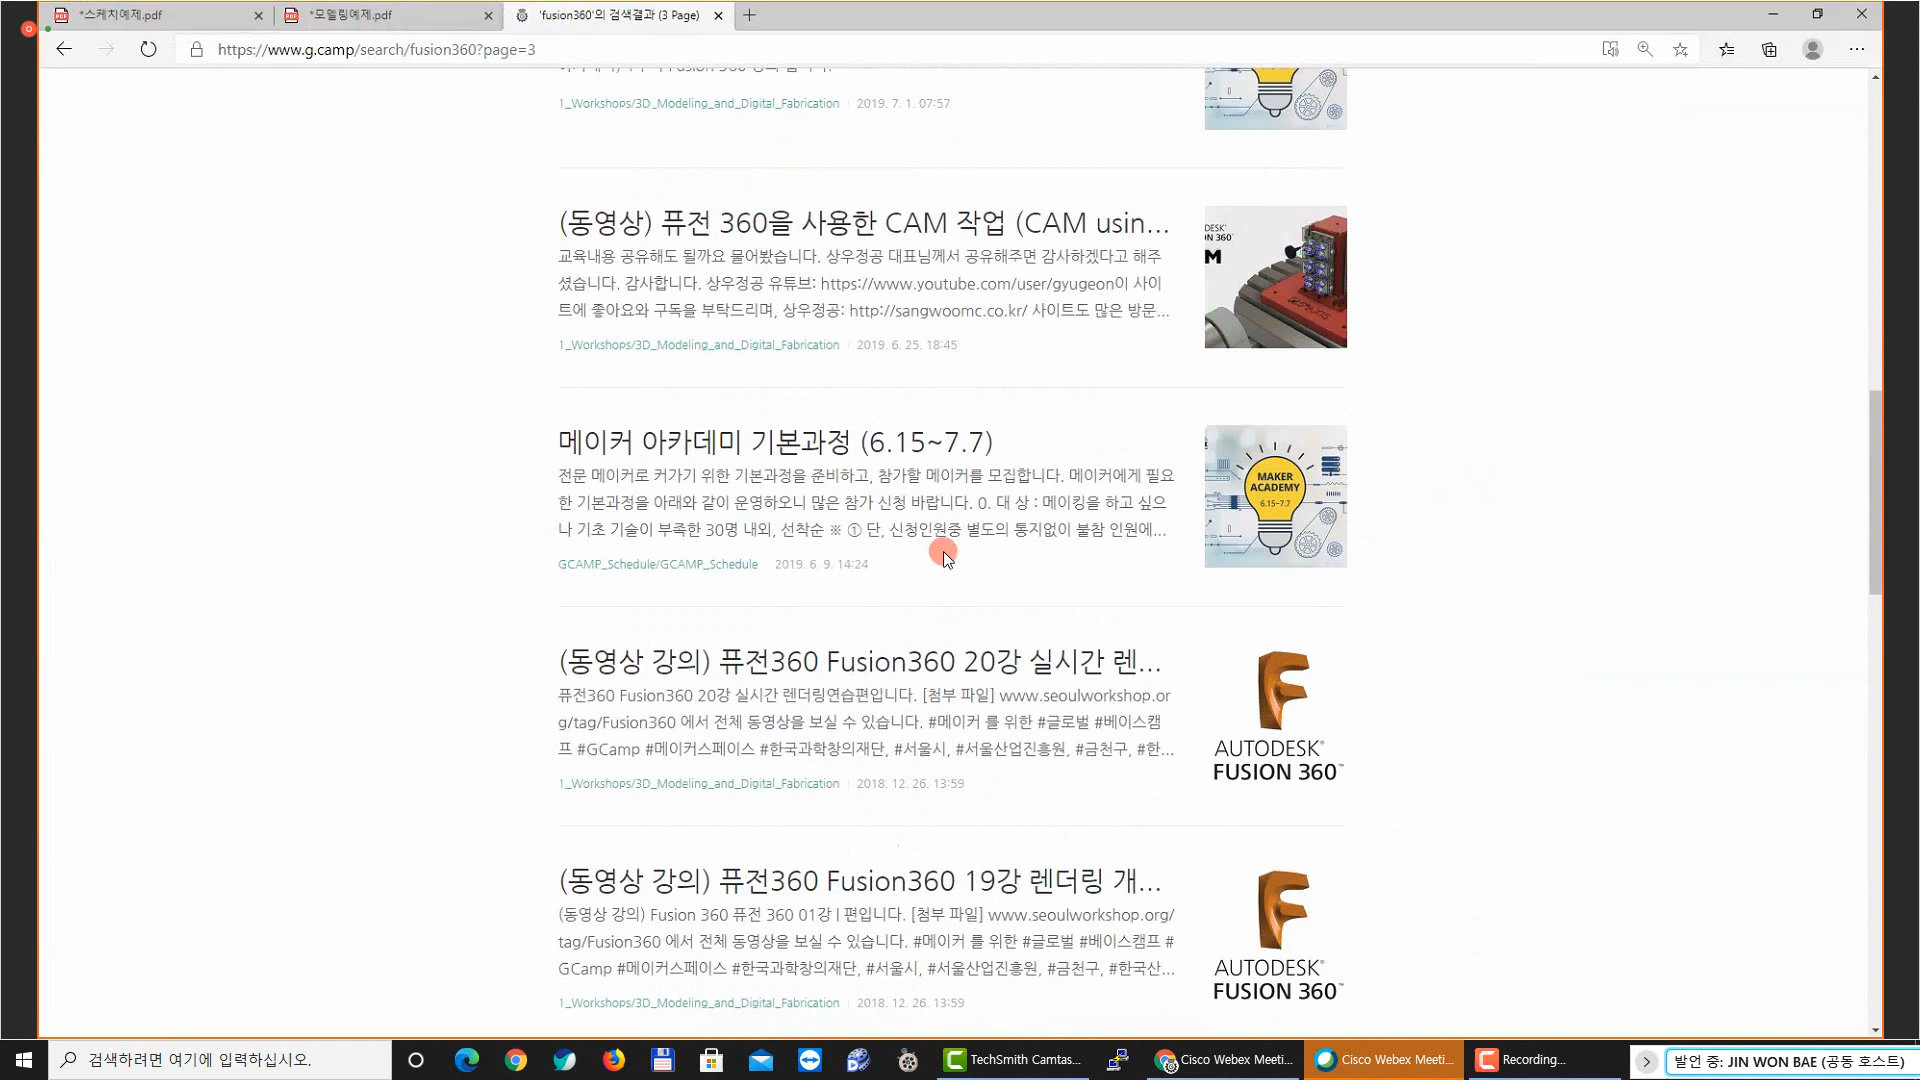 *스케치예제.pdf
*모델링예제.pdf
'fusion360'의 검색결과 (3 Page)
https://www.g.camp/search/fusion360?page=3
1_Workshops/3D_Modeling_and_Digital_Fabrication
2019. 7. 1. 07:57
(동영상) 퓨전 360을 사용한 CAM 작업 (CAM usin...
교육내용 공유해도 될까요 물어봤습니다. 상우정공 대표님께서 공유해주면 감사하겠다고 해주
셨습니다. 감사합니다. 상우정공 유튜브: https://www.youtube.com/user/gyugeon이 사이
트에 좋아요와 구독을 부탁드리며, 상우정공: http://sangwoomc.co.kr/ 사이트도 많은 방문...
1_Workshops/3D_Modeling_and_Digital_Fabrication
2019. 6. 25. 18:45
메이커 아카데미 기본과정 (6.15~7.7)
전문 메이커로 커가기 위한 기본과정을 준비하고, 참가할 메이커를 모집합니다. 메이커에게 필요
한 기본과정을 아래와 같이 운영하오니 많은 참가 신청 바랍니다. 0. 대 상 : 메이킹을 하고 싶으
나 기초 기술이 부족한 30명 내외, 선착순 ※ ① 단, 신청인원중 별도의 통지없이 불참 인원에...
GCAMP_Schedule/GCAMP_Schedule
2019. 6. 9. 14:24
MAKER
ACADEMY
6.15~7.7
(동영상 강의) 퓨전360 Fusion360 20강 실시간 렌...
퓨전360 Fusion360 20강 실시간 렌더링연습편입니다. [첨부 파일] www.seoulworkshop.or
g/tag/Fusion360 에서 전체 동영상을 보실 수 있습니다. #메이커 를 위한 #글로벌 #베이스캠
프 #GCamp #메이커스페이스 #한국과학창의재단, #서울시, #서울산업진흥원, #금천구, #한...
1_Workshops/3D_Modeling_and_Digital_Fabrication
2018. 12. 26. 13:59
AUTODESK®
FUSION 360™
(동영상 강의) 퓨전360 Fusion360 19강 렌더링 개...
(동영상 강의) Fusion 360 퓨전 360 01강 | 편입니다. [첨부 파일] www.seoulworkshop.org/
tag/Fusion360 에서 전체 동영상을 보실 수 있습니다. #메이커 를 위한 #글로벌 #베이스캠프 #
GCamp #메이커스페이스 #한국과학창의재단, #서울시, #서울산업진흥원, #금천구, #한국산...
1_Workshops/3D_Modeling_and_Digital_Fabrication
2018. 12. 26. 13:59
AUTODESK®
FUSION 360™
검색하려면 여기에 입력하십시오.
TechSmith Camtas...
Cisco Webex Meeti...
Cisco Webex Meeti...
Recording...
발언 중: JIN WON BAE (공동 호스트)